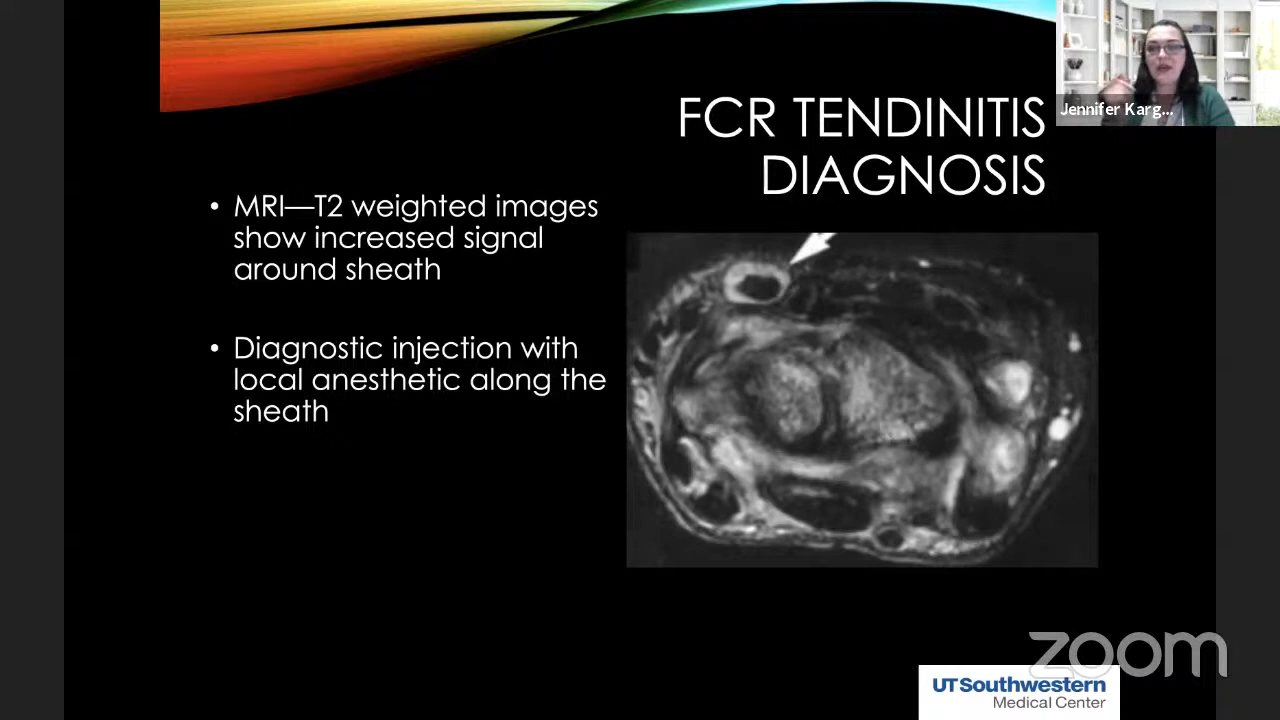 Jennifer Karg...
FCR TENDINITIS
DIAGNOSIS
• MRI—T2 weighted images
show increased signal
around sheath
• Diagnostic injection with
local anesthetic along the
sheath
zoom
UTSouthwestern
Medical Center